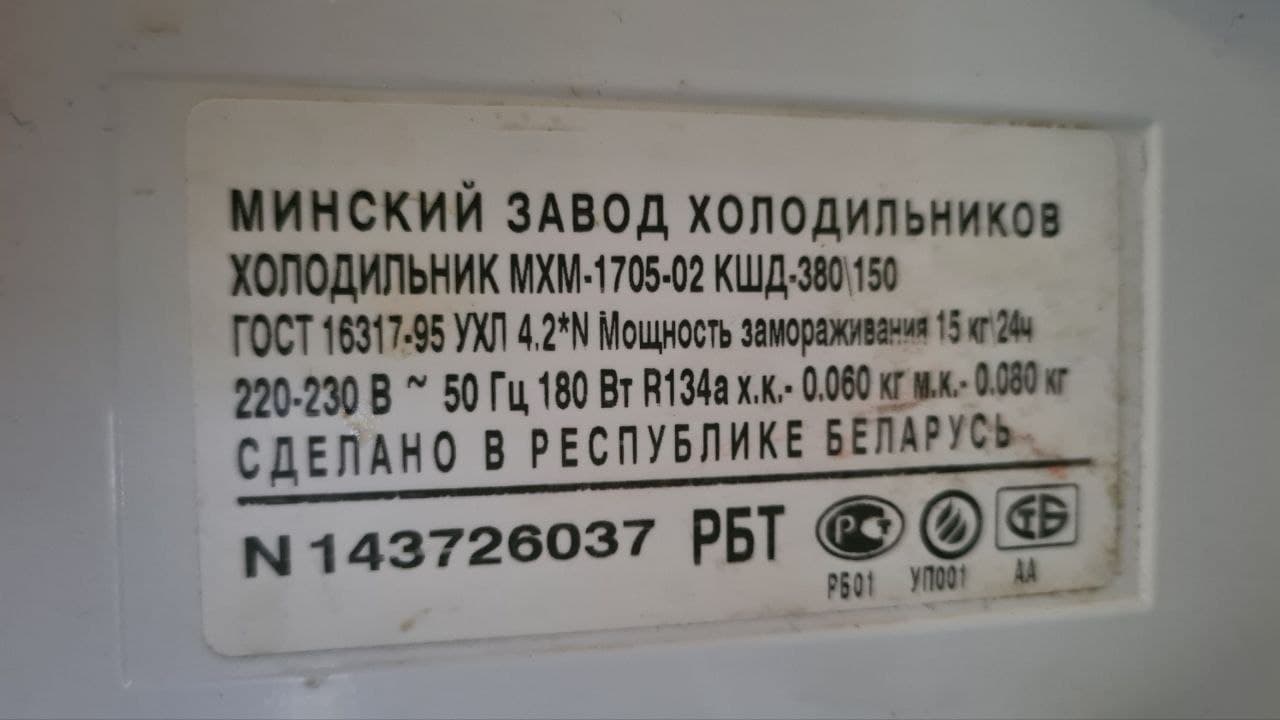 МИНСКИЙ ЗАВОД ХОЛОДИЛЬНИКОВ
ХОЛОДИЛЬНИК МХМ-1705-02 КШД-380\150
ГОСТ 16317-95 УХЛ 4.2*N Мощность замораживания 15 кг\24ч
220-230 В ~ 50 Гц 180 Вт R134a х.к.- 0.060 кг м.к.- 0.080 кг
СДЕЛАНО В РЕСПУБЛИКЕ БЕЛАРУСЬ
N 143726037 РБТ РСТ СТБ
РБ01 УП001 АА